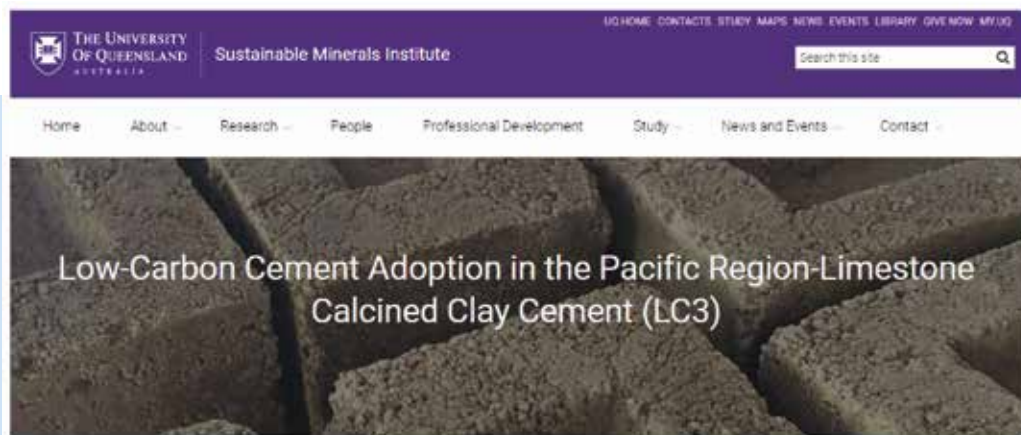 UQ HOME CONTACTS STUDY MAPS NEWS EVENTS LIBRARY GIVE NOW MY.UQ
THE UNIVERSITY
OF QUEENSLAND
AUSTRALIA
Sustainable Minerals Institute
Search this site
Home About Research People Professional Development Study News and Events Contact
Low-Carbon Cement Adoption in the Pacific Region-Limestone
Calcined Clay Cement (LC3)